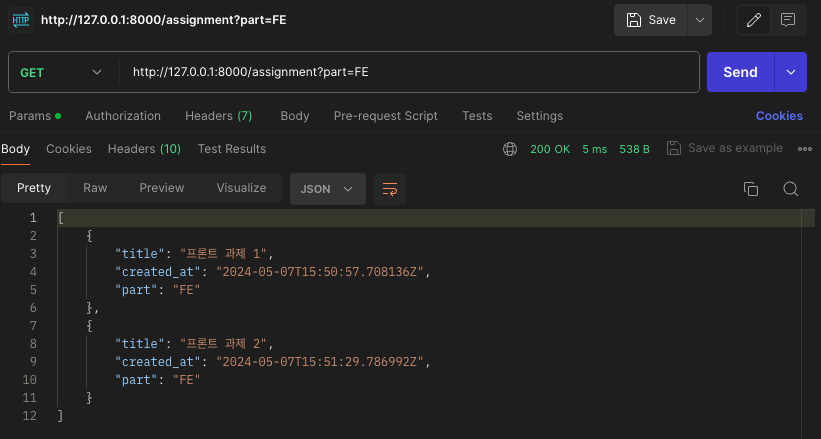 HTTP http://127.0.0.1:8000/assignment?part=FE Save
GET http://127.0.0.1:8000/assignment?part=FE Send
Params Authorization Headers (7) Body Pre-request Script Tests Settings Cookies
Body Cookies Headers (10) Test Results 200 OK 5 ms 538 B Save as example
Pretty Raw Preview Visualize JSON
1 [
2 {
3 "title": "프론트 과제 1",
4 "created_at": "2024-05-07T15:50:57.708136Z",
5 "part": "FE"
6 },
7 {
8 "title": "프론트 과제 2",
9 "created_at": "2024-05-07T15:51:29.786992Z",
10 "part": "FE"
11 }
12 ]